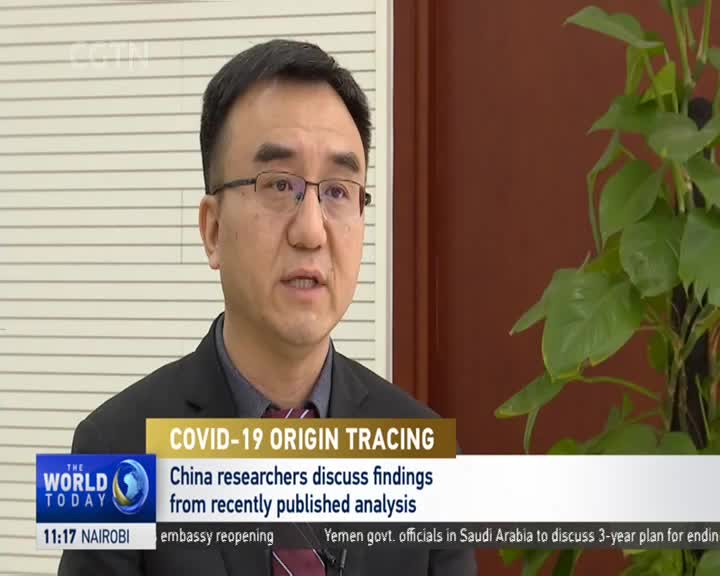 CGTN
COVID-19 ORIGIN TRACING
China researchers discuss findings
from recently published analysis
THE
WORLD
TODAY
11:17 NAIROBI
embassy reopening Yemen govt. officials in Saudi Arabia to discuss 3-year plan for ending